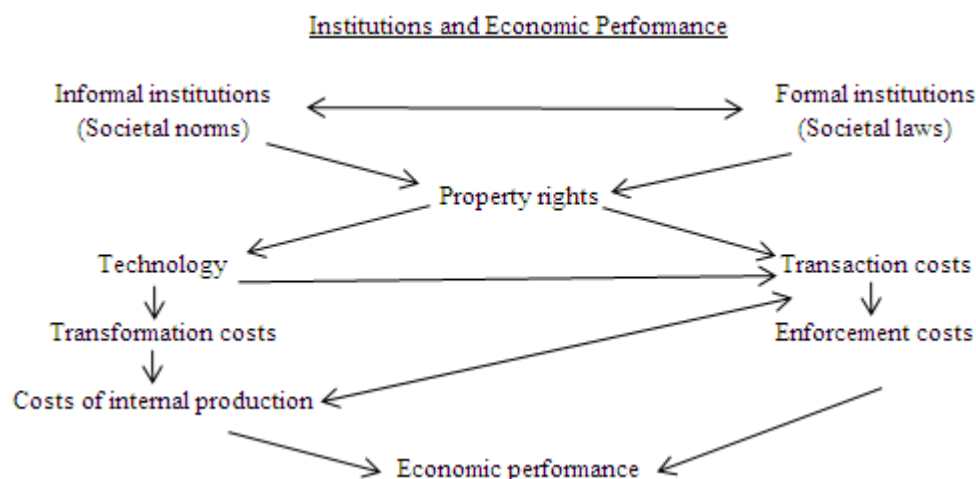 Institutions and Economic Performance
Informal institutions
(Societal norms)
Formal institutions
(Societal laws)
Property rights
Technology
Transaction costs
Transformation costs
Enforcement costs
Costs of internal production
Economic performance